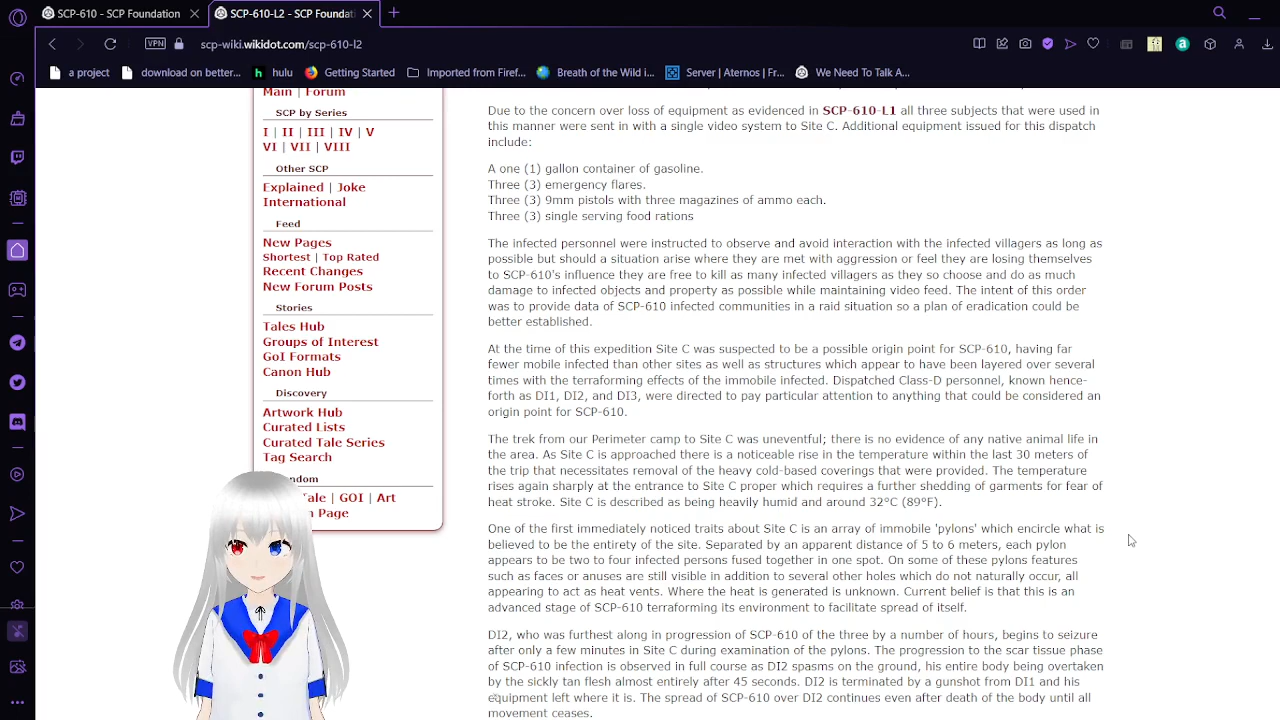 SCP-610 - SCP Foundation
SCP-610-L2 - SCP Foundati
VPN
scp-wiki.wikidot.com/scp-610-l2
a project
download on better...
hulu
Getting Started
Imported from Firef...
Breath of the Wild i...
Server | Aternos | Fr...
We Need To Talk A...
Main | Forum
SCP by Series
I | II | III | IV | V
VI | VII | VIII
Other SCP
Explained | Joke
International
Feed
New Pages
Shortest | Top Rated
Recent Changes
New Forum Posts
Stories
Tales Hub
Groups of Interest
GoI Formats
Canon Hub
Discovery
Artwork Hub
Curated Lists
Curated Tale Series
Tag Search
ndom
ale | GOI | Art
n Page
Due to the concern over loss of equipment as evidenced in SCP-610-L1 all three subjects that were used in
this manner were sent in with a single video system to Site C. Additional equipment issued for this dispatch
include:
A one (1) gallon container of gasoline.
Three (3) emergency flares.
Three (3) 9mm pistols with three magazines of ammo each.
Three (3) single serving food rations
The infected personnel were instructed to observe and avoid interaction with the infected villagers as long as
possible but should a situation arise where they are met with aggression or feel they are losing themselves
to SCP-610's influence they are free to kill as many infected villagers as they so choose and do as much
damage to infected objects and property as possible while maintaining video feed. The intent of this order
was to provide data of SCP-610 infected communities in a raid situation so a plan of eradication could be
better established.
At the time of this expedition Site C was suspected to be a possible origin point for SCP-610, having far
fewer mobile infected than other sites as well as structures which appear to have been layered over several
times with the terraforming effects of the immobile infected. Dispatched Class-D personnel, known hence-
forth as DI1, DI2, and DI3, were directed to pay particular attention to anything that could be considered an
origin point for SCP-610.
The trek from our Perimeter camp to Site C was uneventful; there is no evidence of any native animal life in
the area. As Site C is approached there is a noticeable rise in the temperature within the last 30 meters of
the trip that necessitates removal of the heavy cold-based coverings that were provided. The temperature
rises again sharply at the entrance to Site C proper which requires a further shedding of garments for fear of
heat stroke. Site C is described as being heavily humid and around 32°C (89°F).
One of the first immediately noticed traits about Site C is an array of immobile 'pylons' which encircle what is
believed to be the entirety of the site. Separated by an apparent distance of 5 to 6 meters, each pylon
appears to be two to four infected persons fused together in one spot. On some of these pylons features
such as faces or anuses are still visible in addition to several other holes which do not naturally occur, all
appearing to act as heat vents. Where the heat is generated is unknown. Current belief is that this is an
advanced stage of SCP-610 terraforming its environment to facilitate spread of itself.
DI2, who was furthest along in progression of SCP-610 of the three by a number of hours, begins to seizure
after only a few minutes in Site C during examination of the pylons. The progression to the scar tissue phase
of SCP-610 infection is observed in full course as DI2 spasms on the ground, his entire body being overtaken
by the sickly tan flesh almost entirely after 45 seconds. DI2 is terminated by a gunshot from DI1 and his
equipment left where it is. The spread of SCP-610 over DI2 continues even after death of the body until all
movement ceases.